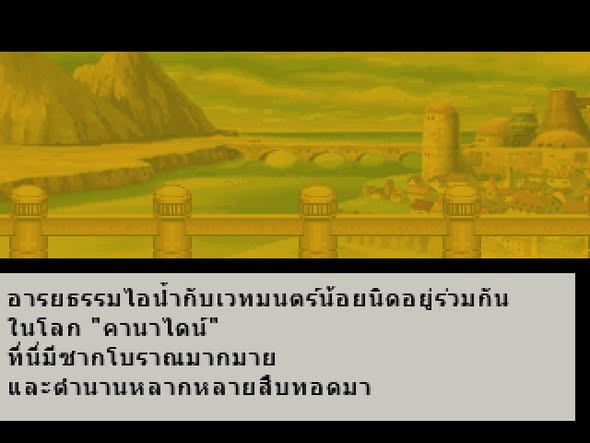 อารยธรรมไอน้ำกับเวทมนตร์น้อยนิดอยู่ร่วมกัน
ในโลก "คานาไดน์"
ที่นี่มีซากโบราณมากมาย
และตำนานหลากหลายสืบทอดมา